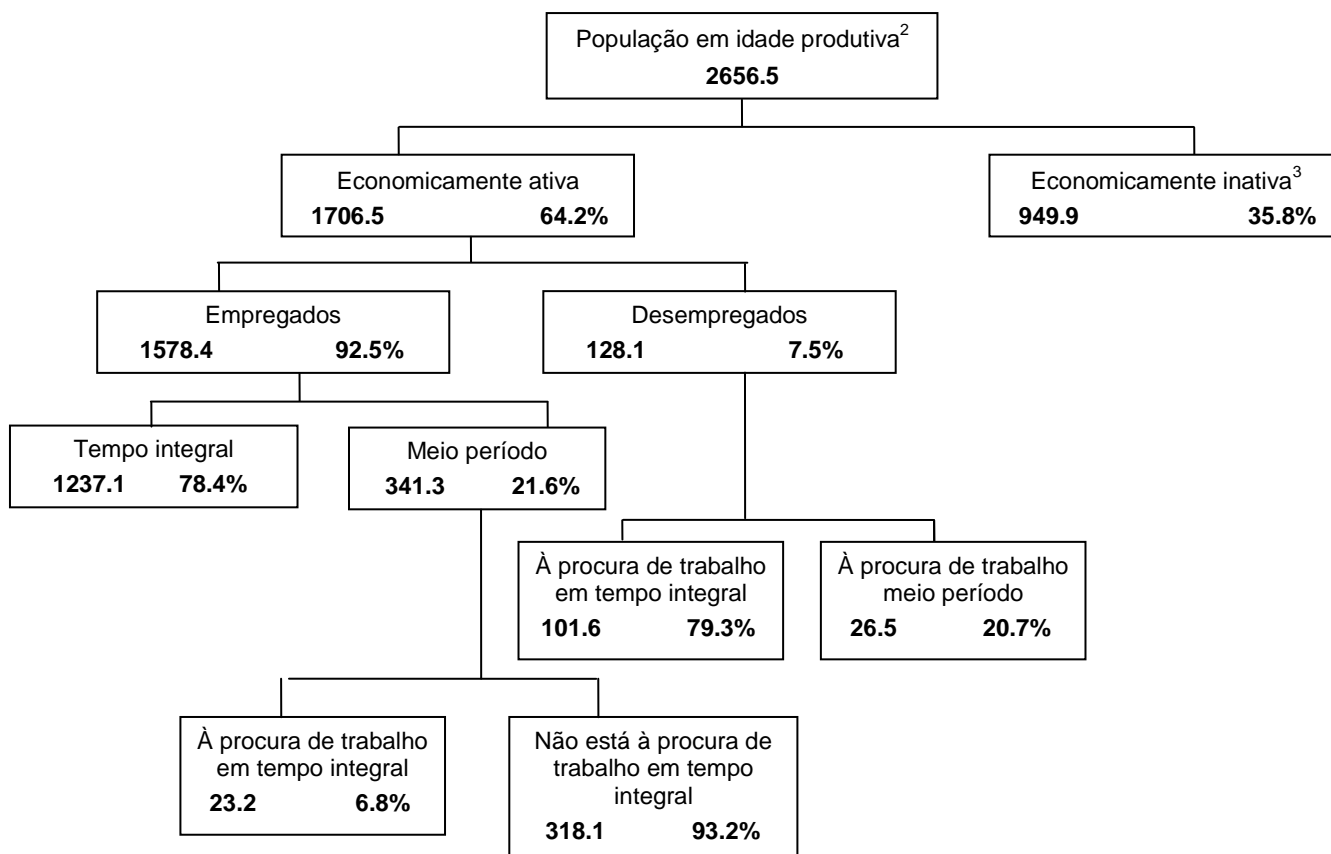 População em idade produtiva2
2656.5
Economicamente ativa
1706.5 64.2%
Economicamente inativa3
949.9 35.8%
Empregados
1578.4 92.5%
Desempregados
128.1 7.5%
Tempo integral
1237.1 78.4%
Meio período
341.3 21.6%
À procura de trabalho
em tempo integral
101.6 79.3%
À procura de trabalho
meio período
26.5 20.7%
À procura de trabalho
em tempo integral
23.2 6.8%
Não está à procura de
trabalho em tempo
integral
318.1 93.2%